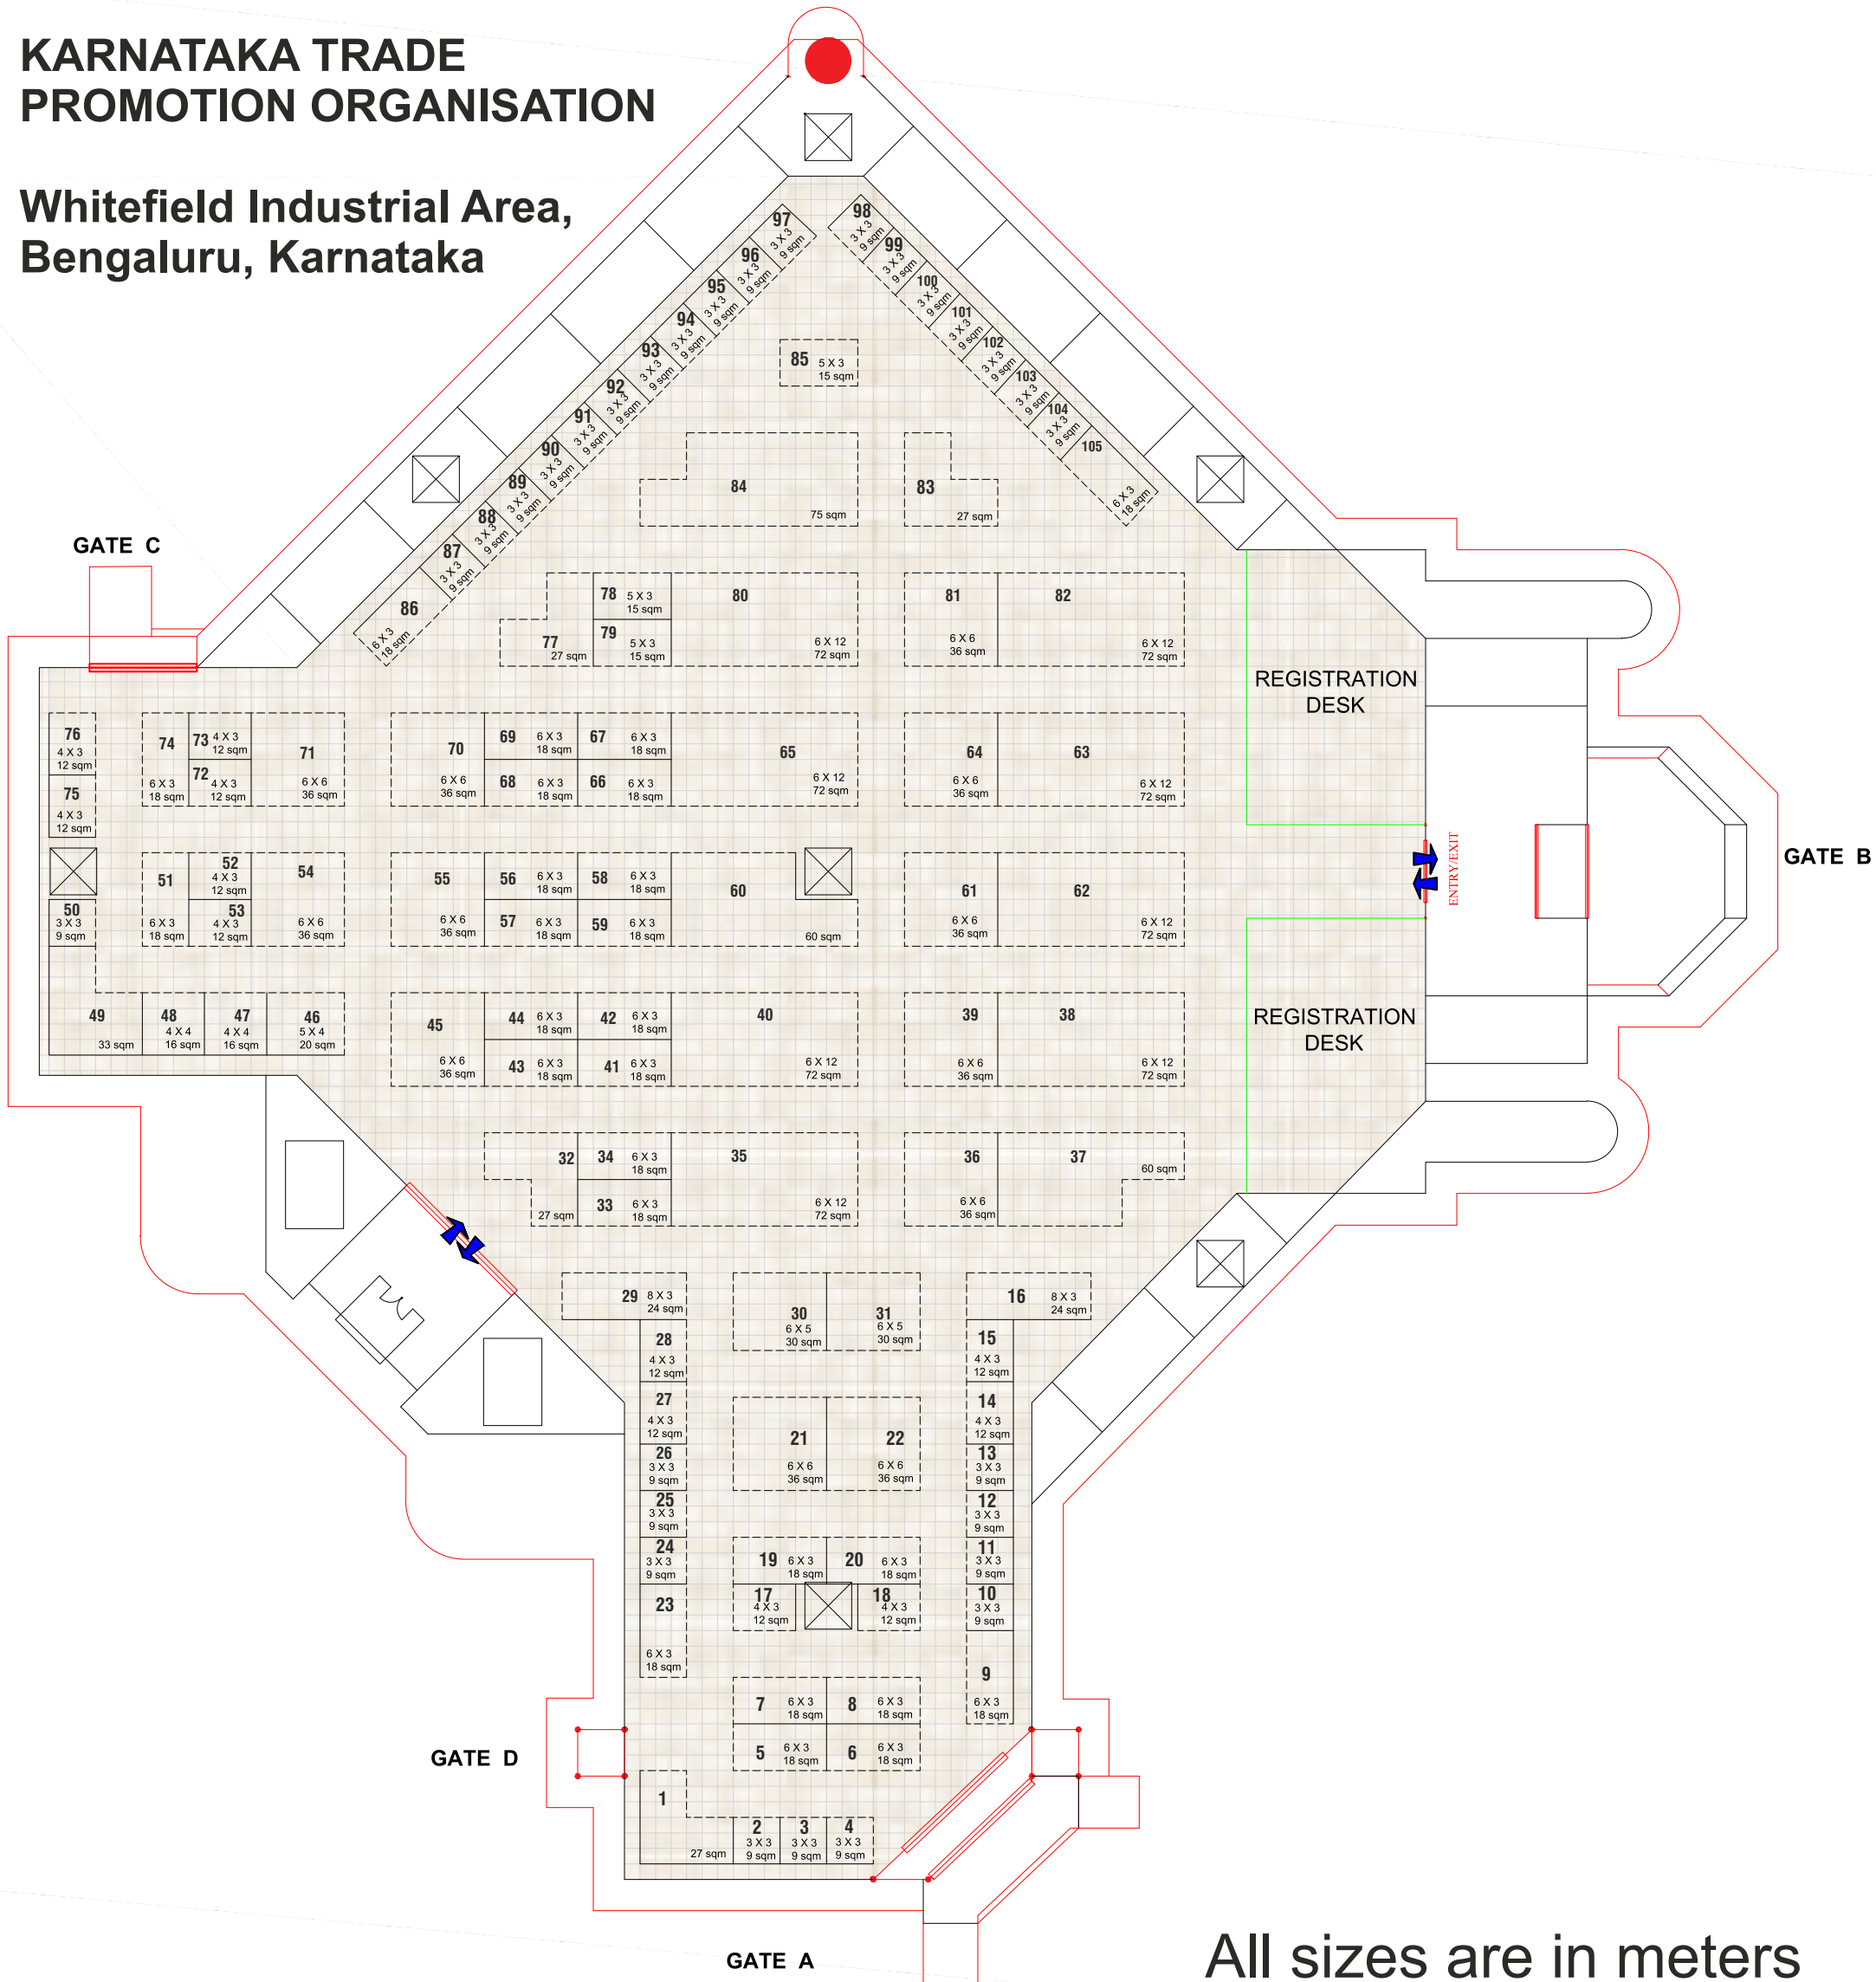 KARNATAKA TRADE
PROMOTION ORGANISATION
Whitefield Industrial Area,
Bengaluru, Karnataka
97
3 X 3
9 sqm
96
3 X 3
9 sqm
95
3 X 3
9 sqm
94
3 X 3
9 sqm
93
3 X 3
9 sqm
92
3 X 3
9 sqm
91
3 X 3
9 sqm
90
3 X 3
9 sqm
89
3 X 3
9 sqm
88
3 X 3
9 sqm
87
3 X 3
9 sqm
86
6 X 3
18 sqm
98
3 X 3
9 sqm
99
3 X 3
9 sqm
100
3 X 3
9 sqm
101
3 X 3
9 sqm
102
3 X 3
9 sqm
103
3 X 3
9 sqm
104
3 X 3
9 sqm
105
6 X 3
18 sqm
85
5 X 3
15 sqm
84
75 sqm
83
27 sqm
GATE C
77
27 sqm
78
5 X 3
15 sqm
79
5 X 3
15 sqm
80
6 X 12
72 sqm
81
6 X 6
36 sqm
82
6 X 12
72 sqm
REGISTRATION
DESK
76
4 X 3
12 sqm
75
4 X 3
12 sqm
74
6 X 3
18 sqm
73
4 X 3
12 sqm
72
4 X 3
12 sqm
71
6 X 6
36 sqm
70
6 X 6
36 sqm
69
6 X 3
18 sqm
68
6 X 3
18 sqm
67
6 X 3
18 sqm
66
6 X 3
18 sqm
65
6 X 12
72 sqm
64
6 X 6
36 sqm
63
6 X 12
72 sqm
ENTRY/EXIT
GATE B
50
3 X 3
9 sqm
51
6 X 3
18 sqm
52
4 X 3
12 sqm
53
4 X 3
12 sqm
54
6 X 6
36 sqm
55
6 X 6
36 sqm
56
6 X 3
18 sqm
57
6 X 3
18 sqm
58
6 X 3
18 sqm
59
6 X 3
18 sqm
60
60 sqm
61
6 X 6
36 sqm
62
6 X 12
72 sqm
49
33 sqm
48
4 X 4
16 sqm
47
4 X 4
16 sqm
46
5 X 4
20 sqm
45
6 X 6
36 sqm
44
6 X 3
18 sqm
43
6 X 3
18 sqm
42
6 X 3
18 sqm
41
6 X 3
18 sqm
40
6 X 12
72 sqm
39
6 X 6
36 sqm
38
6 X 12
72 sqm
REGISTRATION
DESK
32
27 sqm
34
6 X 3
18 sqm
33
6 X 3
18 sqm
35
6 X 12
72 sqm
36
6 X 6
36 sqm
37
60 sqm
29
8 X 3
24 sqm
30
6 X 5
30 sqm
31
6 X 5
30 sqm
16
8 X 3
24 sqm
28
4 X 3
12 sqm
27
4 X 3
12 sqm
26
3 X 3
9 sqm
25
3 X 3
9 sqm
24
3 X 3
9 sqm
23
6 X 3
18 sqm
21
6 X 6
36 sqm
22
6 X 6
36 sqm
19
6 X 3
18 sqm
20
6 X 3
18 sqm
17
4 X 3
12 sqm
18
4 X 3
12 sqm
15
4 X 3
12 sqm
14
4 X 3
12 sqm
13
3 X 3
9 sqm
12
3 X 3
9 sqm
11
3 X 3
9 sqm
10
3 X 3
9 sqm
9
6 X 3
18 sqm
7
6 X 3
18 sqm
8
6 X 3
18 sqm
5
6 X 3
18 sqm
6
6 X 3
18 sqm
GATE D
1
27 sqm
2
3 X 3
9 sqm
3
3 X 3
9 sqm
4
3 X 3
9 sqm
GATE A
All sizes are in meters